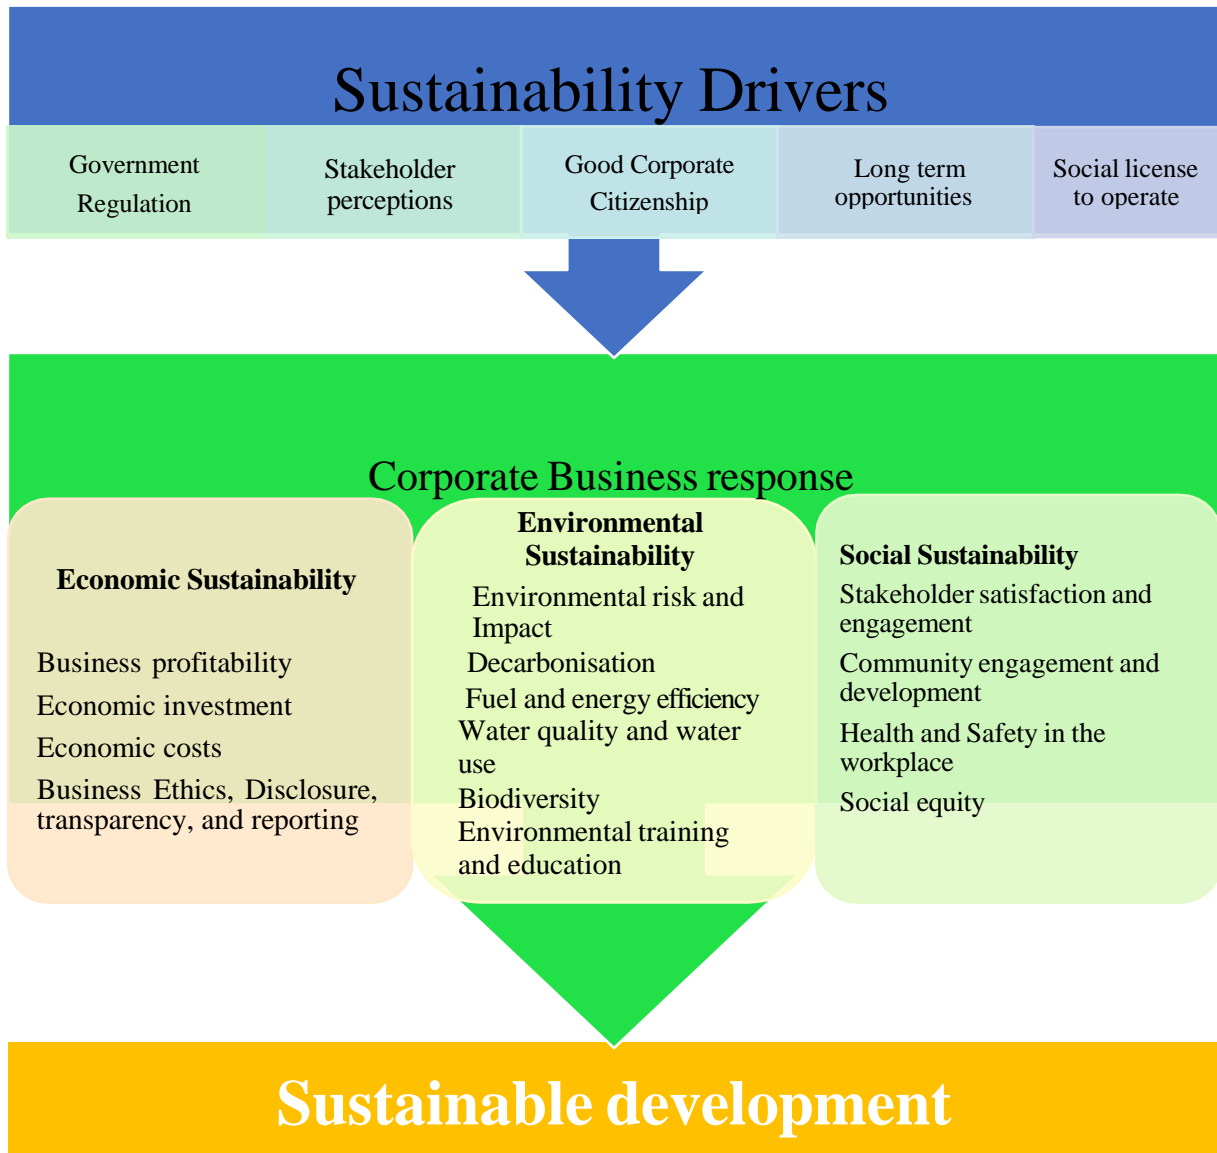 Sustainability Drivers
Government
Regulation
Stakeholder
perceptions
Good Corporate
Citizenship
Long term
opportunities
Social license
to operate
Corporate Business response
Economic Sustainability
Business profitability
Economic investment
Economic costs
Business Ethics, Disclosure,
transparency, and reporting
Environmental
Sustainability
Environmental risk and
Impact
Decarbonisation
Fuel and energy efficiency
Water quality and water
use
Biodiversity
Environmental training
and education
Social Sustainability
Stakeholder satisfaction and
engagement
Community engagement and
development
Health and Safety in the
workplace
Social equity
Sustainable development